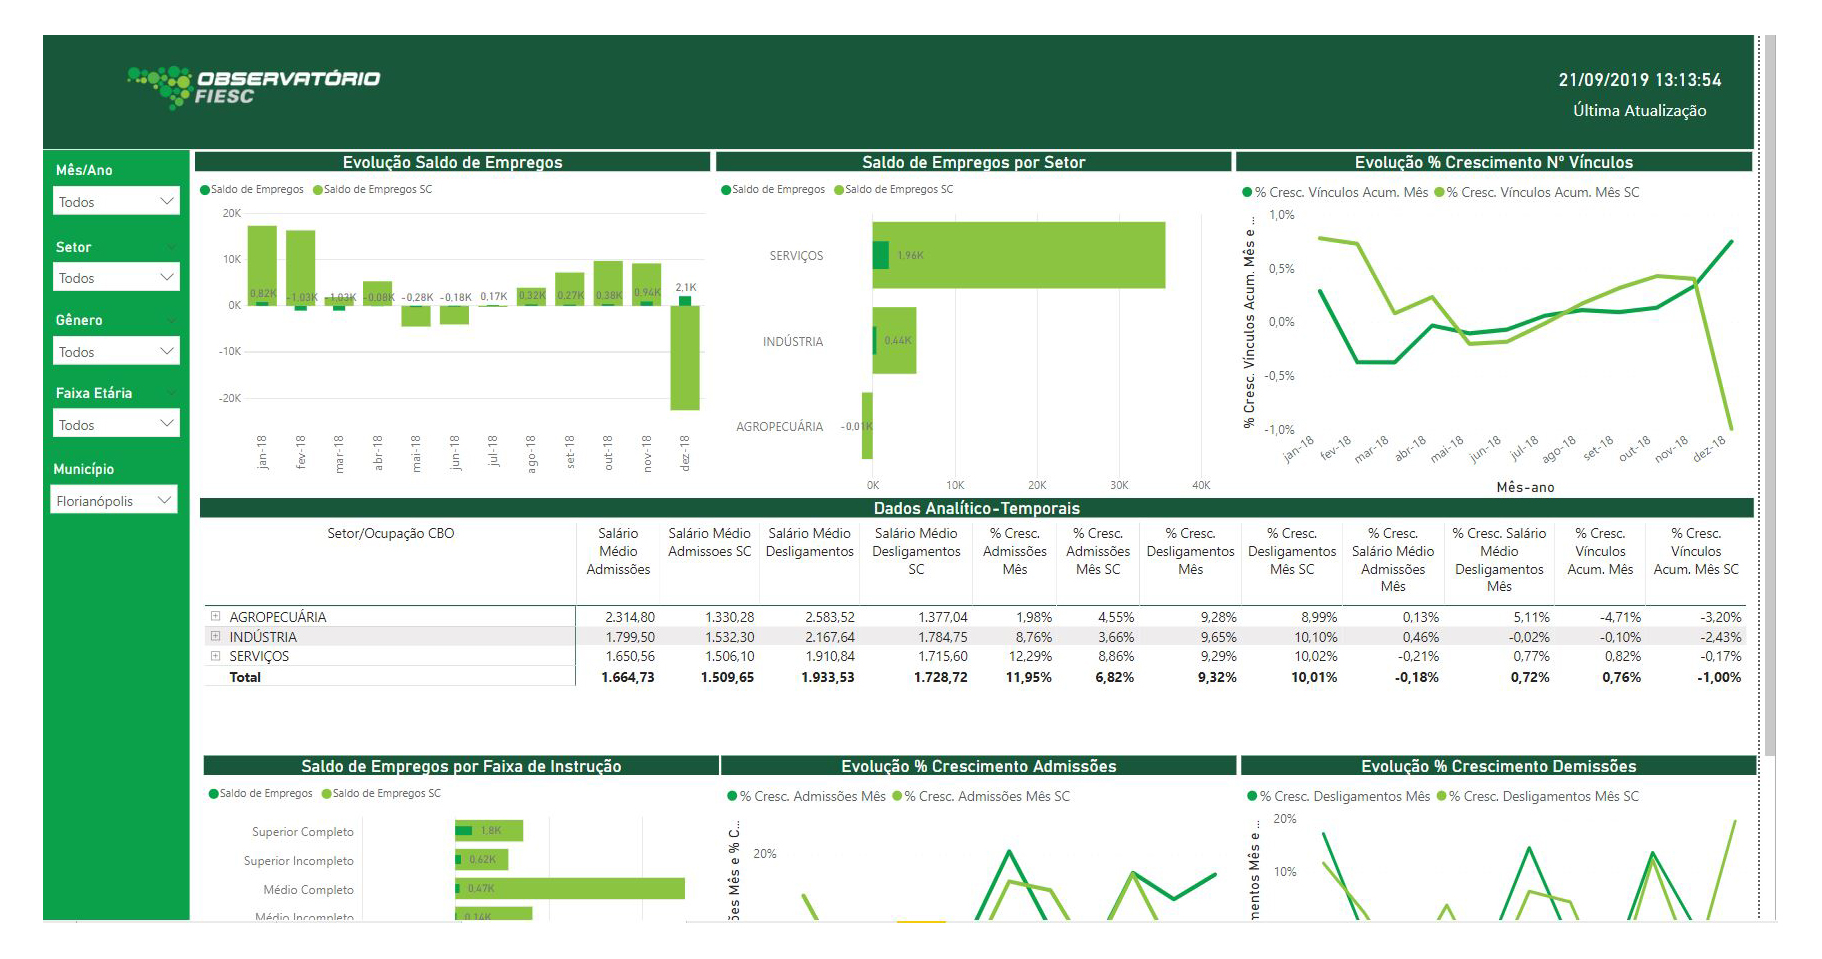 OBSERVATÓRIO
FIESC
21/09/2019 13:13:54
Última Atualização
Mês/Ano
Todos
Setor
Todos
Gênero
Todos
Faixa Etária
Todos
Município
Florianópolis
Evolução Saldo de Empregos
Saldo de Empregos Saldo de Empregos SC
20K
10K
0K
-10K
-20K
0.82K -1.03K -1.03K -0.08K -0,28K -0.18K 0.17K 0.32K 0.27K 0.38K 0.94K 2,1K
jan-18 fev-18 mar-18 abr-18 mai-18 jun-18 jul-18 ago-18 set-18 out-18 nov-18 dez-18
Saldo de Empregos por Setor
Saldo de Empregos Saldo de Empregos SC
SERVIÇOS 1.96K
INDÚSTRIA 0.44K
AGROPECUÁRIA -0.01K
0K 10K 20K 30K 40K
Evolução % Crescimento Nº Vínculos
% Cresc. Vínculos Acum. Mês % Cresc. Vínculos Acum. Mês SC
% Cresc. Vínculos Acum. Mês e ...
1,0%
0,5%
0,0%
-0,5%
-1,0%
jan-18 fev-18 mar-18 abr-18 mai-18 jun-18 jul-18 ago-18 set-18 out-18 nov-18 dez-18
Mês-ano
Dados Analítico-Temporais
Setor/Ocupação CBO Salário Médio Admissões Salário Médio Admissoes SC Salário Médio Desligamentos Salário Médio Desligamentos SC % Cresc. Admissões Mês % Cresc. Admissões Mês SC % Cresc. Desligamentos Mês % Cresc. Desligamentos Mês SC % Cresc. Salário Médio Admissões Mês % Cresc. Salário Médio Desligamentos Mês % Cresc. Vínculos Acum. Mês % Cresc. Vínculos Acum. Mês SC
AGROPECUÁRIA 2.314,80 1.330,28 2.583,52 1.377,04 1,98% 4,55% 9,28% 8,99% 0,13% 5,11% -4,71% -3,20%
INDÚSTRIA 1.799,50 1.532,30 2.167,64 1.784,75 8,76% 3,66% 9,65% 10,10% 0,46% -0,02% -0,10% -2,43%
SERVIÇOS 1.650,56 1.506,10 1.910,84 1.715,60 12,29% 8,86% 9,29% 10,02% -0,21% 0,77% 0,82% -0,17%
Total 1.664,73 1.509,65 1.933,53 1.728,72 11,95% 6,82% 9,32% 10,01% -0,18% 0,72% 0,76% -1,00%
Saldo de Empregos por Faixa de Instrução
Saldo de Empregos Saldo de Empregos SC
Superior Completo 1.8K
Superior Incompleto 0.62K
Médio Completo 0.47K
Médio Incompleto 0.14K
Evolução % Crescimento Admissões
% Cresc. Admissões Mês % Cresc. Admissões Mês SC
ões Mês e % C...
20%
Evolução % Crescimento Demissões
% Cresc. Desligamentos Mês % Cresc. Desligamentos Mês SC
mentos Mês e ...
20%
10%